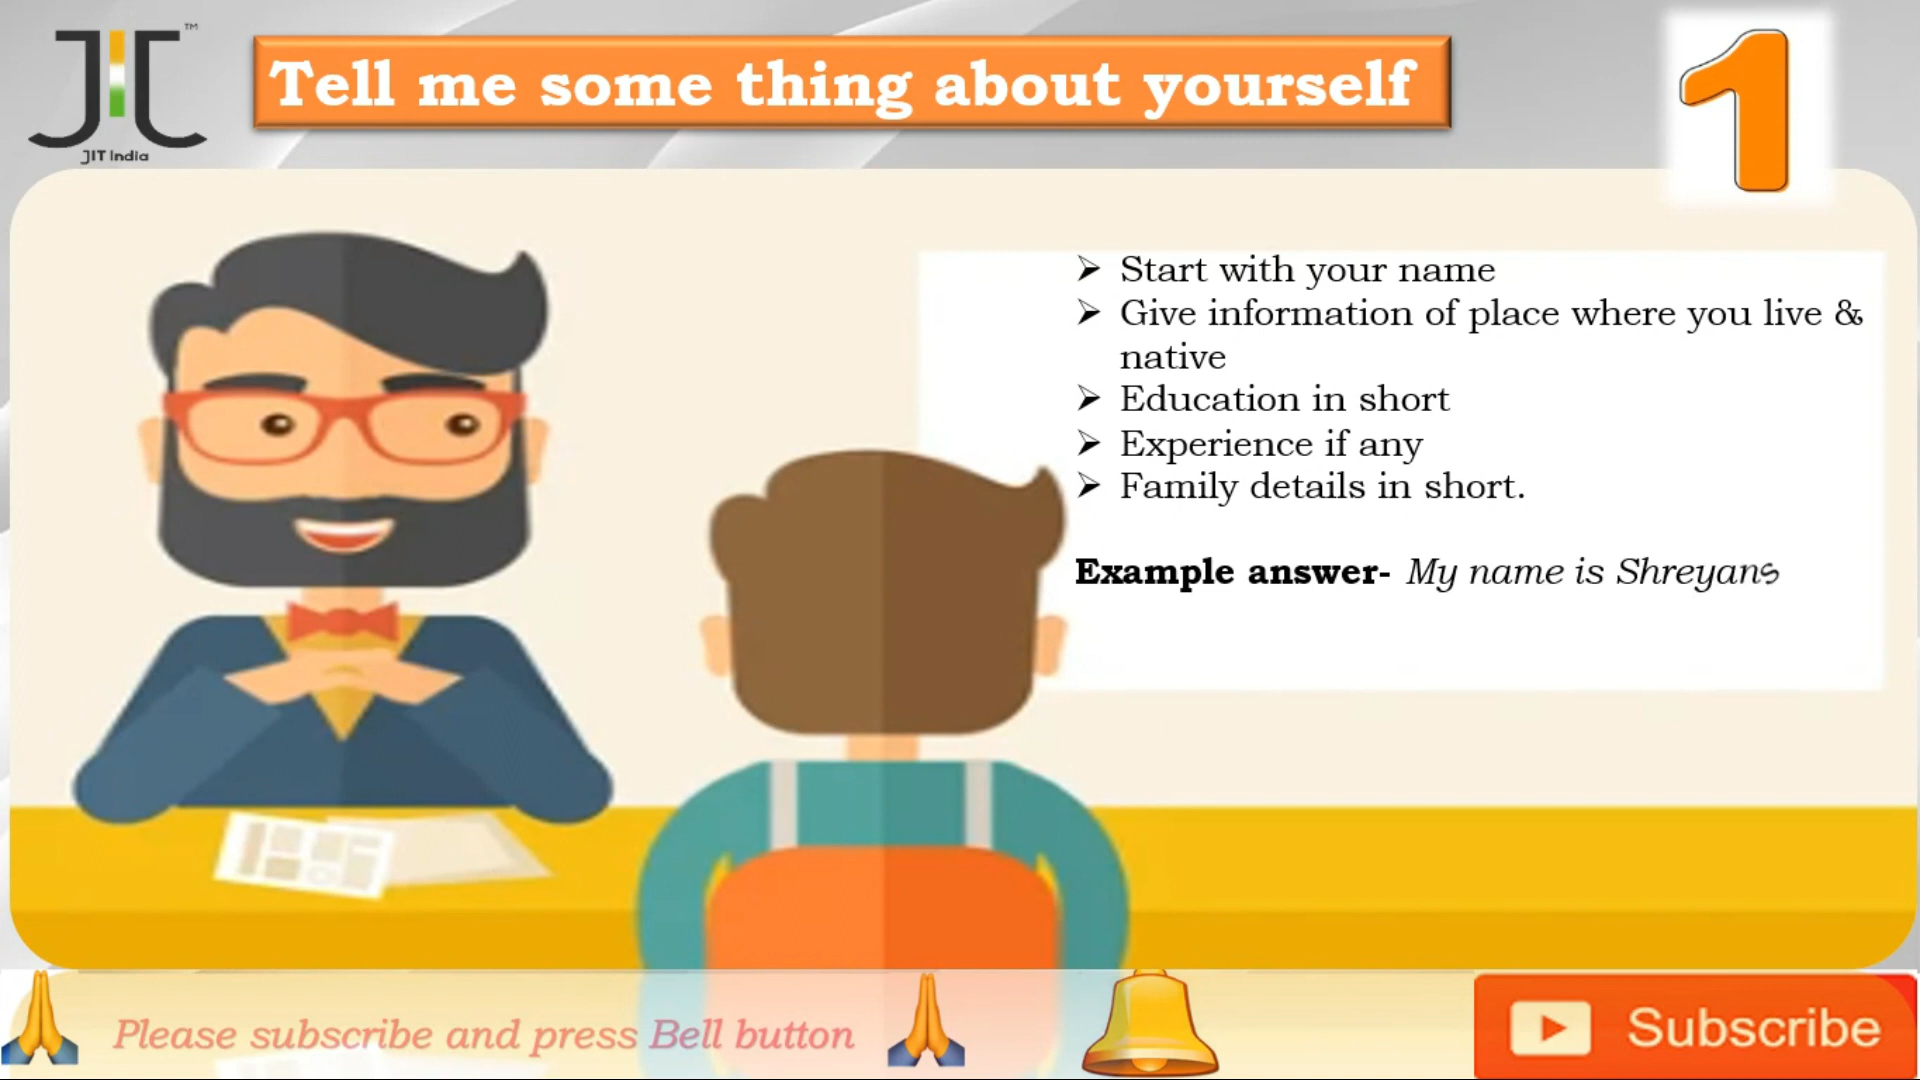 JIT
TM
JIT India
Tell me some thing about yourself
1
➢ Start with your name
➢ Give information of place where you live &
native
➢ Education in short
➢ Experience if any
➢ Family details in short.
Example answer- My name is Shreyans
Please subscribe and press Bell button
Subscribe